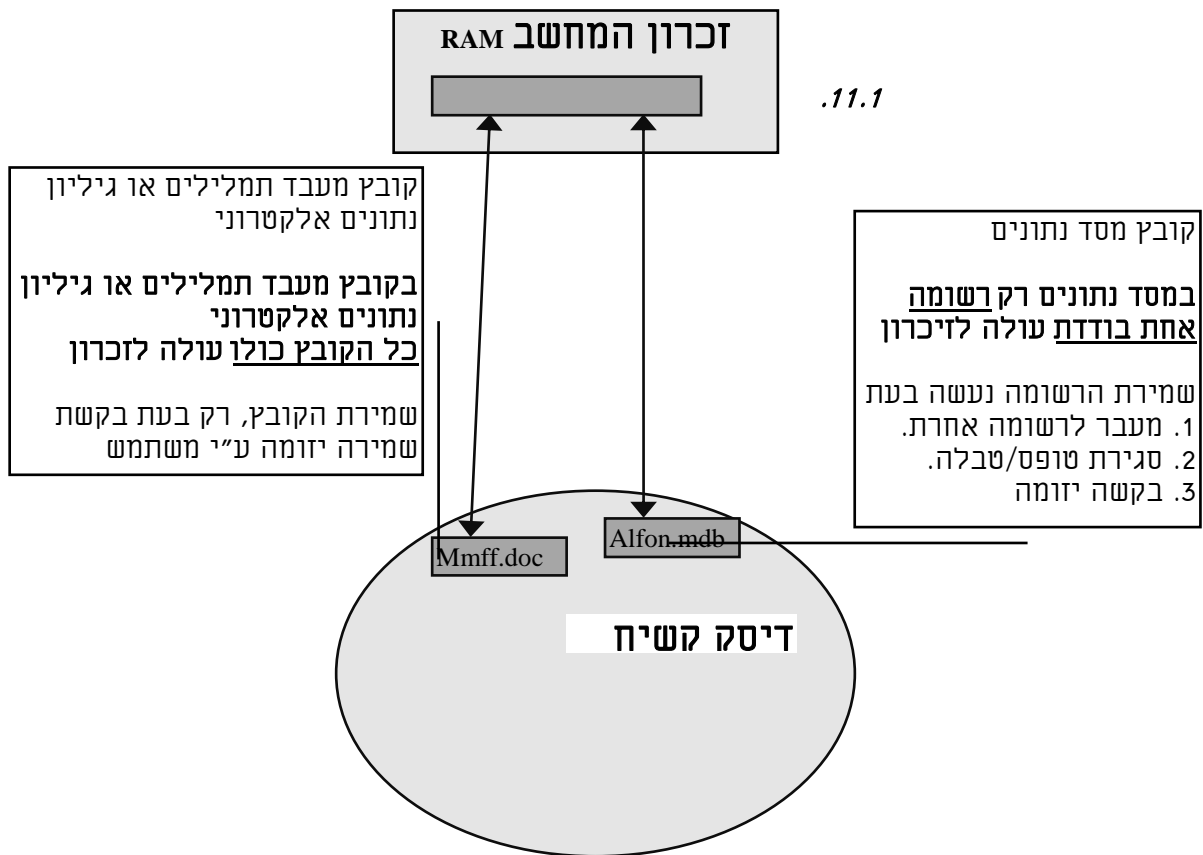 זכרון המחשב RAM
.11.1
קובץ מעבד תמלילים או גיליון
נתונים אלקטרוני
בקובץ מעבד תמלילים או גיליון
נתונים אלקטרוני
כל הקובץ כולו עולה לזכרון
שמירת הקובץ, רק בעת בקשת
שמירה יזומה ע״י משתמש
קובץ מסד נתונים
במסד נתונים רק רשומה
אחת בודדת עולה לזיכרון
שמירת הרשומה נעשה בעת
1. מעבר לרשומה אחרת.
2. סגירת טופס/טבלה.
3. בקשה יזומה
Mmff.doc
Alfon.mdb
דיסק קשיח